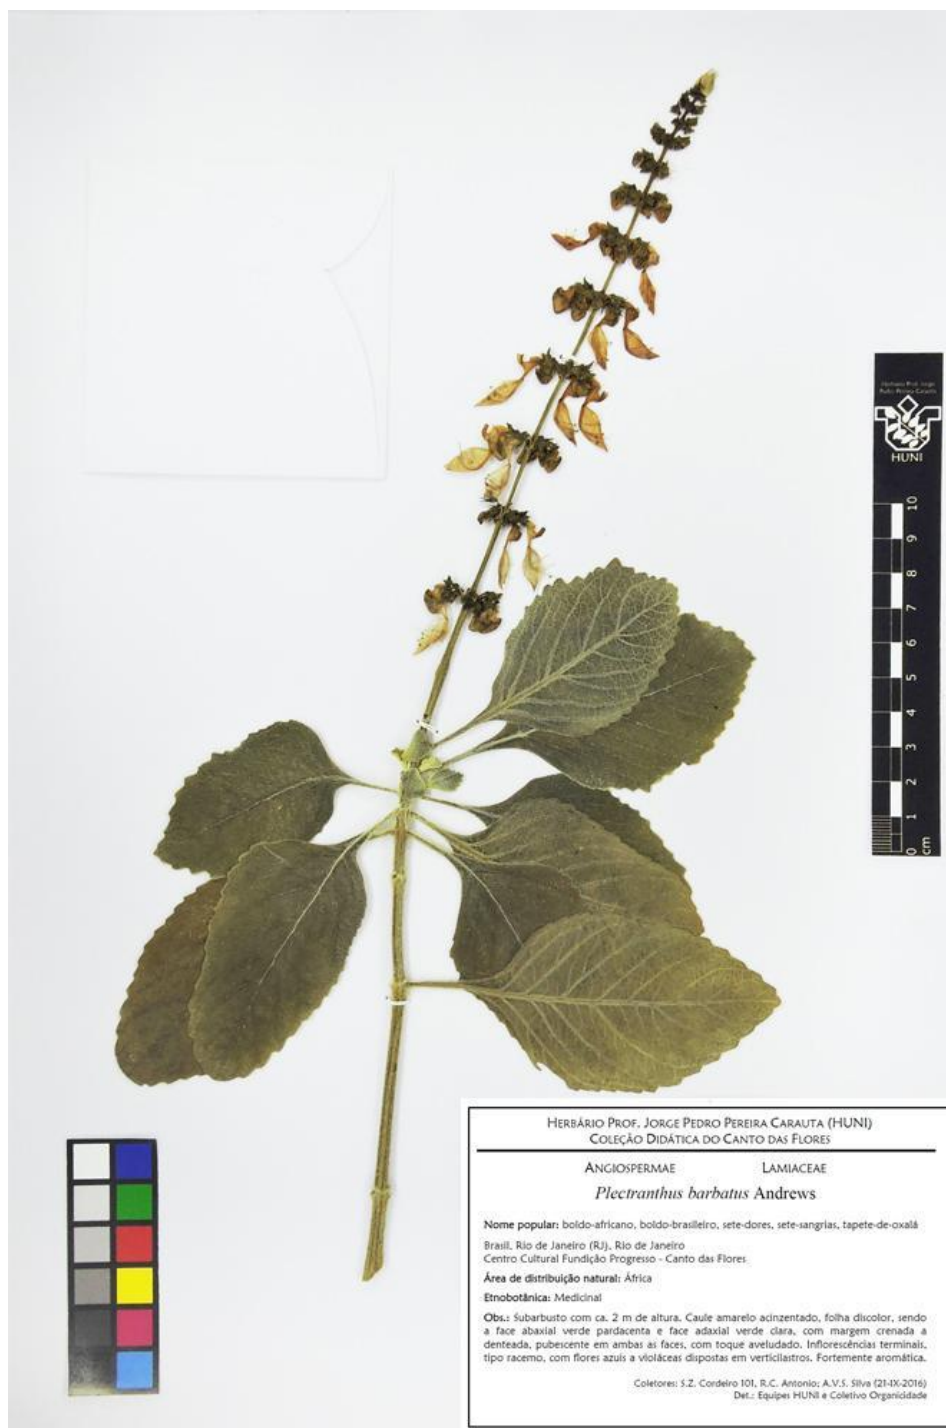 Herbário Prof. Jorge
Pedro Pereira Carauta
HUNI
10
9
8
7
6
5
4
3
2
1
0
cm
HERBÁRIO PROF. JORGE PEDRO PEREIRA CARAUTA (HUNI)
COLEÇÃO DIDÁTICA DO CANTO DAS FLORES
ANGIOSPERMAE LAMIACEAE
Plectranthus barbatus Andrews
Nome popular: boldo-africano, boldo-brasileiro, sete-dores, sete-sangrias, tapete-de-oxalá
Brasil, Rio de Janeiro (RJ), Rio de Janeiro
Centro Cultural Fundição Progresso - Canto das Flores
Área de distribuição natural: África
Etnobotânica: Medicinal
Obs.: Subarbusto com ca. 2 m de altura. Caule amarelo acinzentado, folha discolor, sendo
a face abaxial verde pardacenta e face adaxial verde clara, com margem crenada a
denteada, pubescente em ambas as faces, com toque aveludado. Inflorescências terminais,
tipo racemo, com flores azuis a violáceas dispostas em verticilastros. Fortemente aromática.
Coletores: S.Z. Cordeiro 101, R.C. Antonio; A.V.S. Silva (21-IX-2016)
Det.: Equipes HUNI e Coletivo Organicidade